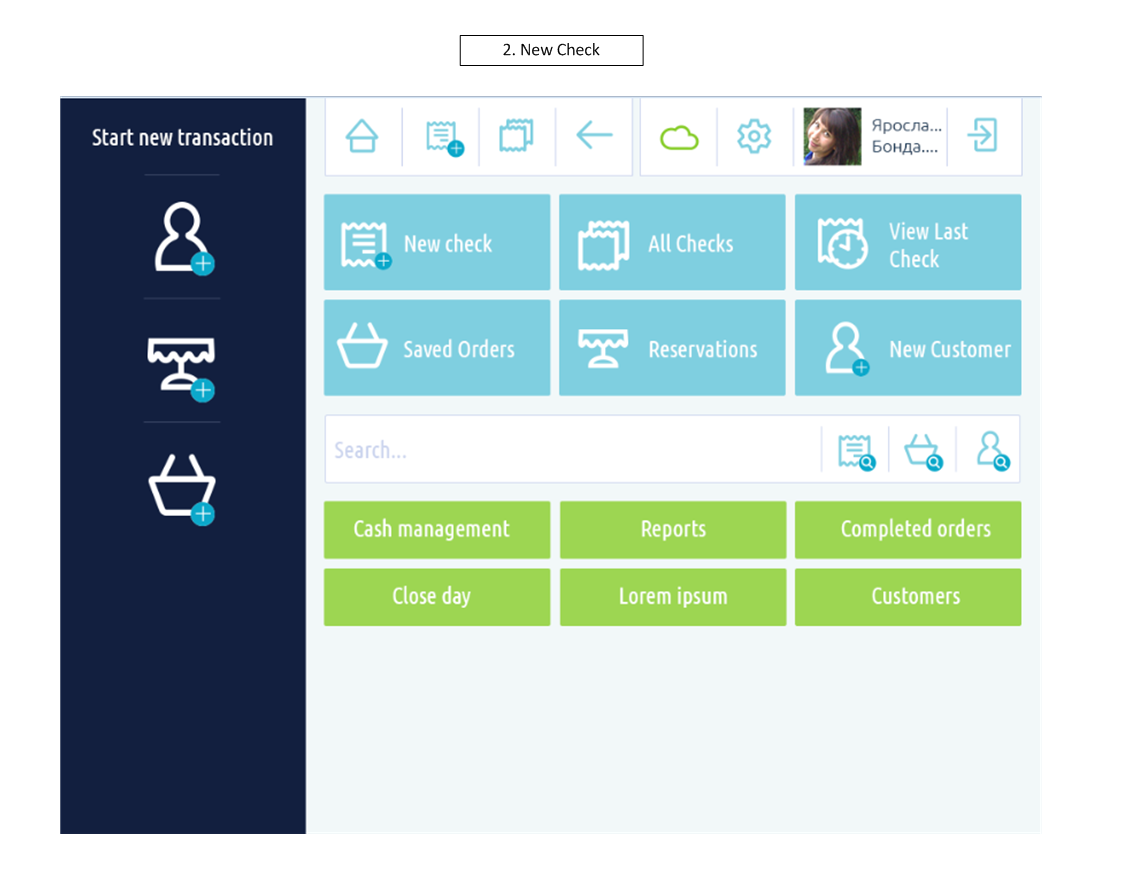 2. New Check
Start new transaction
Яросла...
Бонда....
New check
All Checks
View Last
Check
Saved Orders
Reservations
New Customer
Search...
Cash management
Reports
Completed orders
Close day
Lorem ipsum
Customers